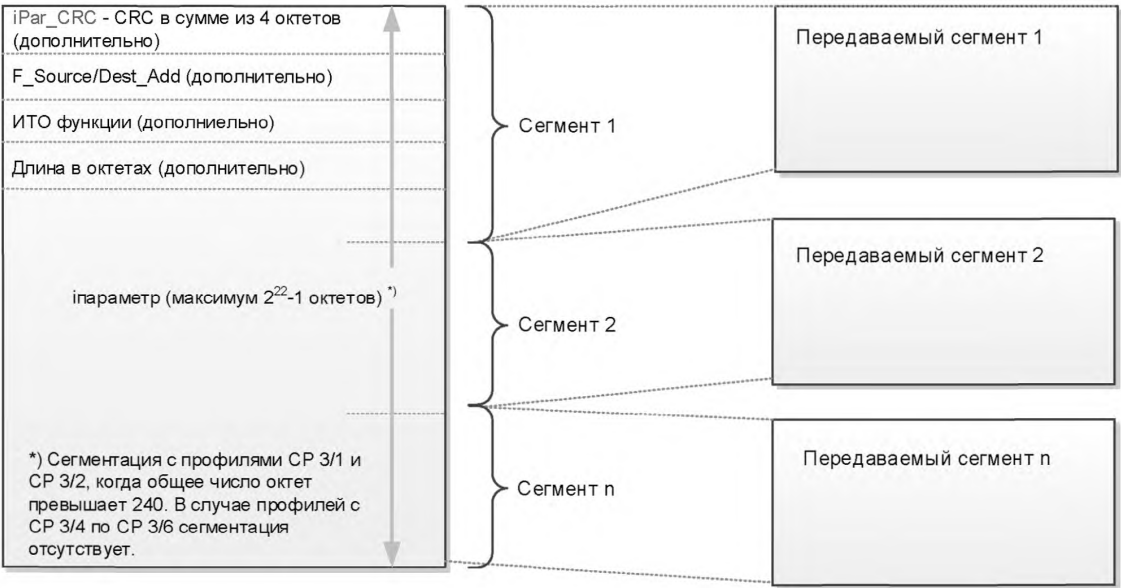 iPar_CRC - CRC в сумме из 4 октетов
(дополнительно)
F_Source/Dest_Add (дополнительно)
ИТО функции (дополниельно)
Длина в октетах (дополнительно)
iпараметр (максимум 2²²-1 октетов) *)
*) Сегментация с профилями CP 3/1 и
CP 3/2, когда общее число октет
превышает 240. В случае профилей с
CP 3/4 по CP 3/6 сегментация
отсутствует.
Сегмент 1
Сегмент 2
Сегмент n
Передаваемый сегмент 1
Передаваемый сегмент 2
Передаваемый сегмент n